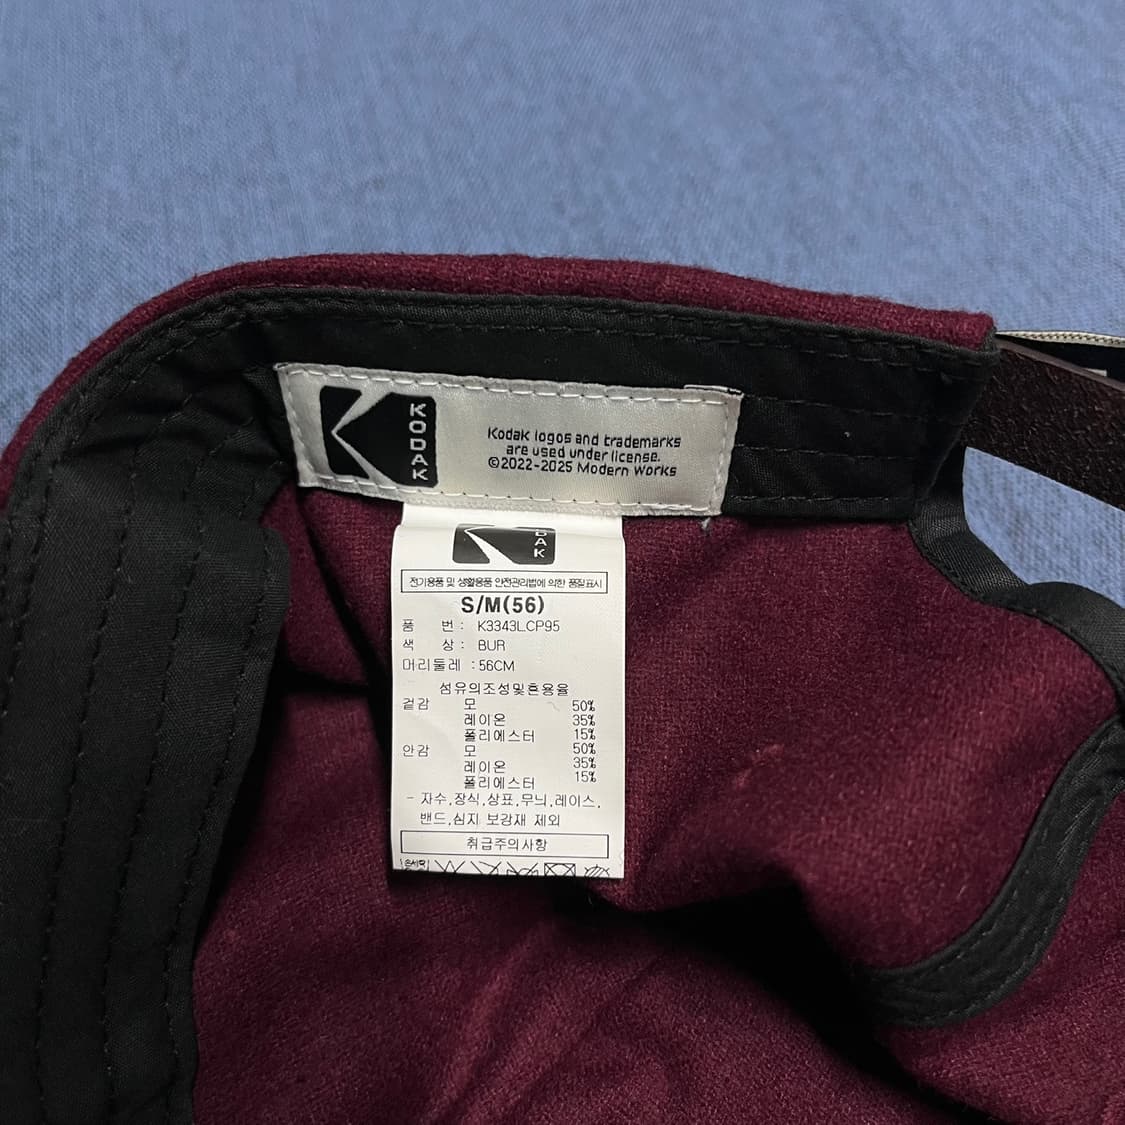 KODAK
Kodak logos and trademarks
are used under license.
©2022-2025 Modern Works
DAK
전기용품 및 생활용품 안전관리법에 의한 품질표시
S/M(56)
품 번 : K3343LCP95
색 상 : BUR
머리둘레 : 56CM
섬유의조성및혼용율
겉감 모 50%
레이온 35%
폴리에스터 15%
안감 모 50%
레이온 35%
폴리에스터 15%
- 자수,장식,상표,무늬,레이스,
밴드,심지 보강재 제외
취급주의사항